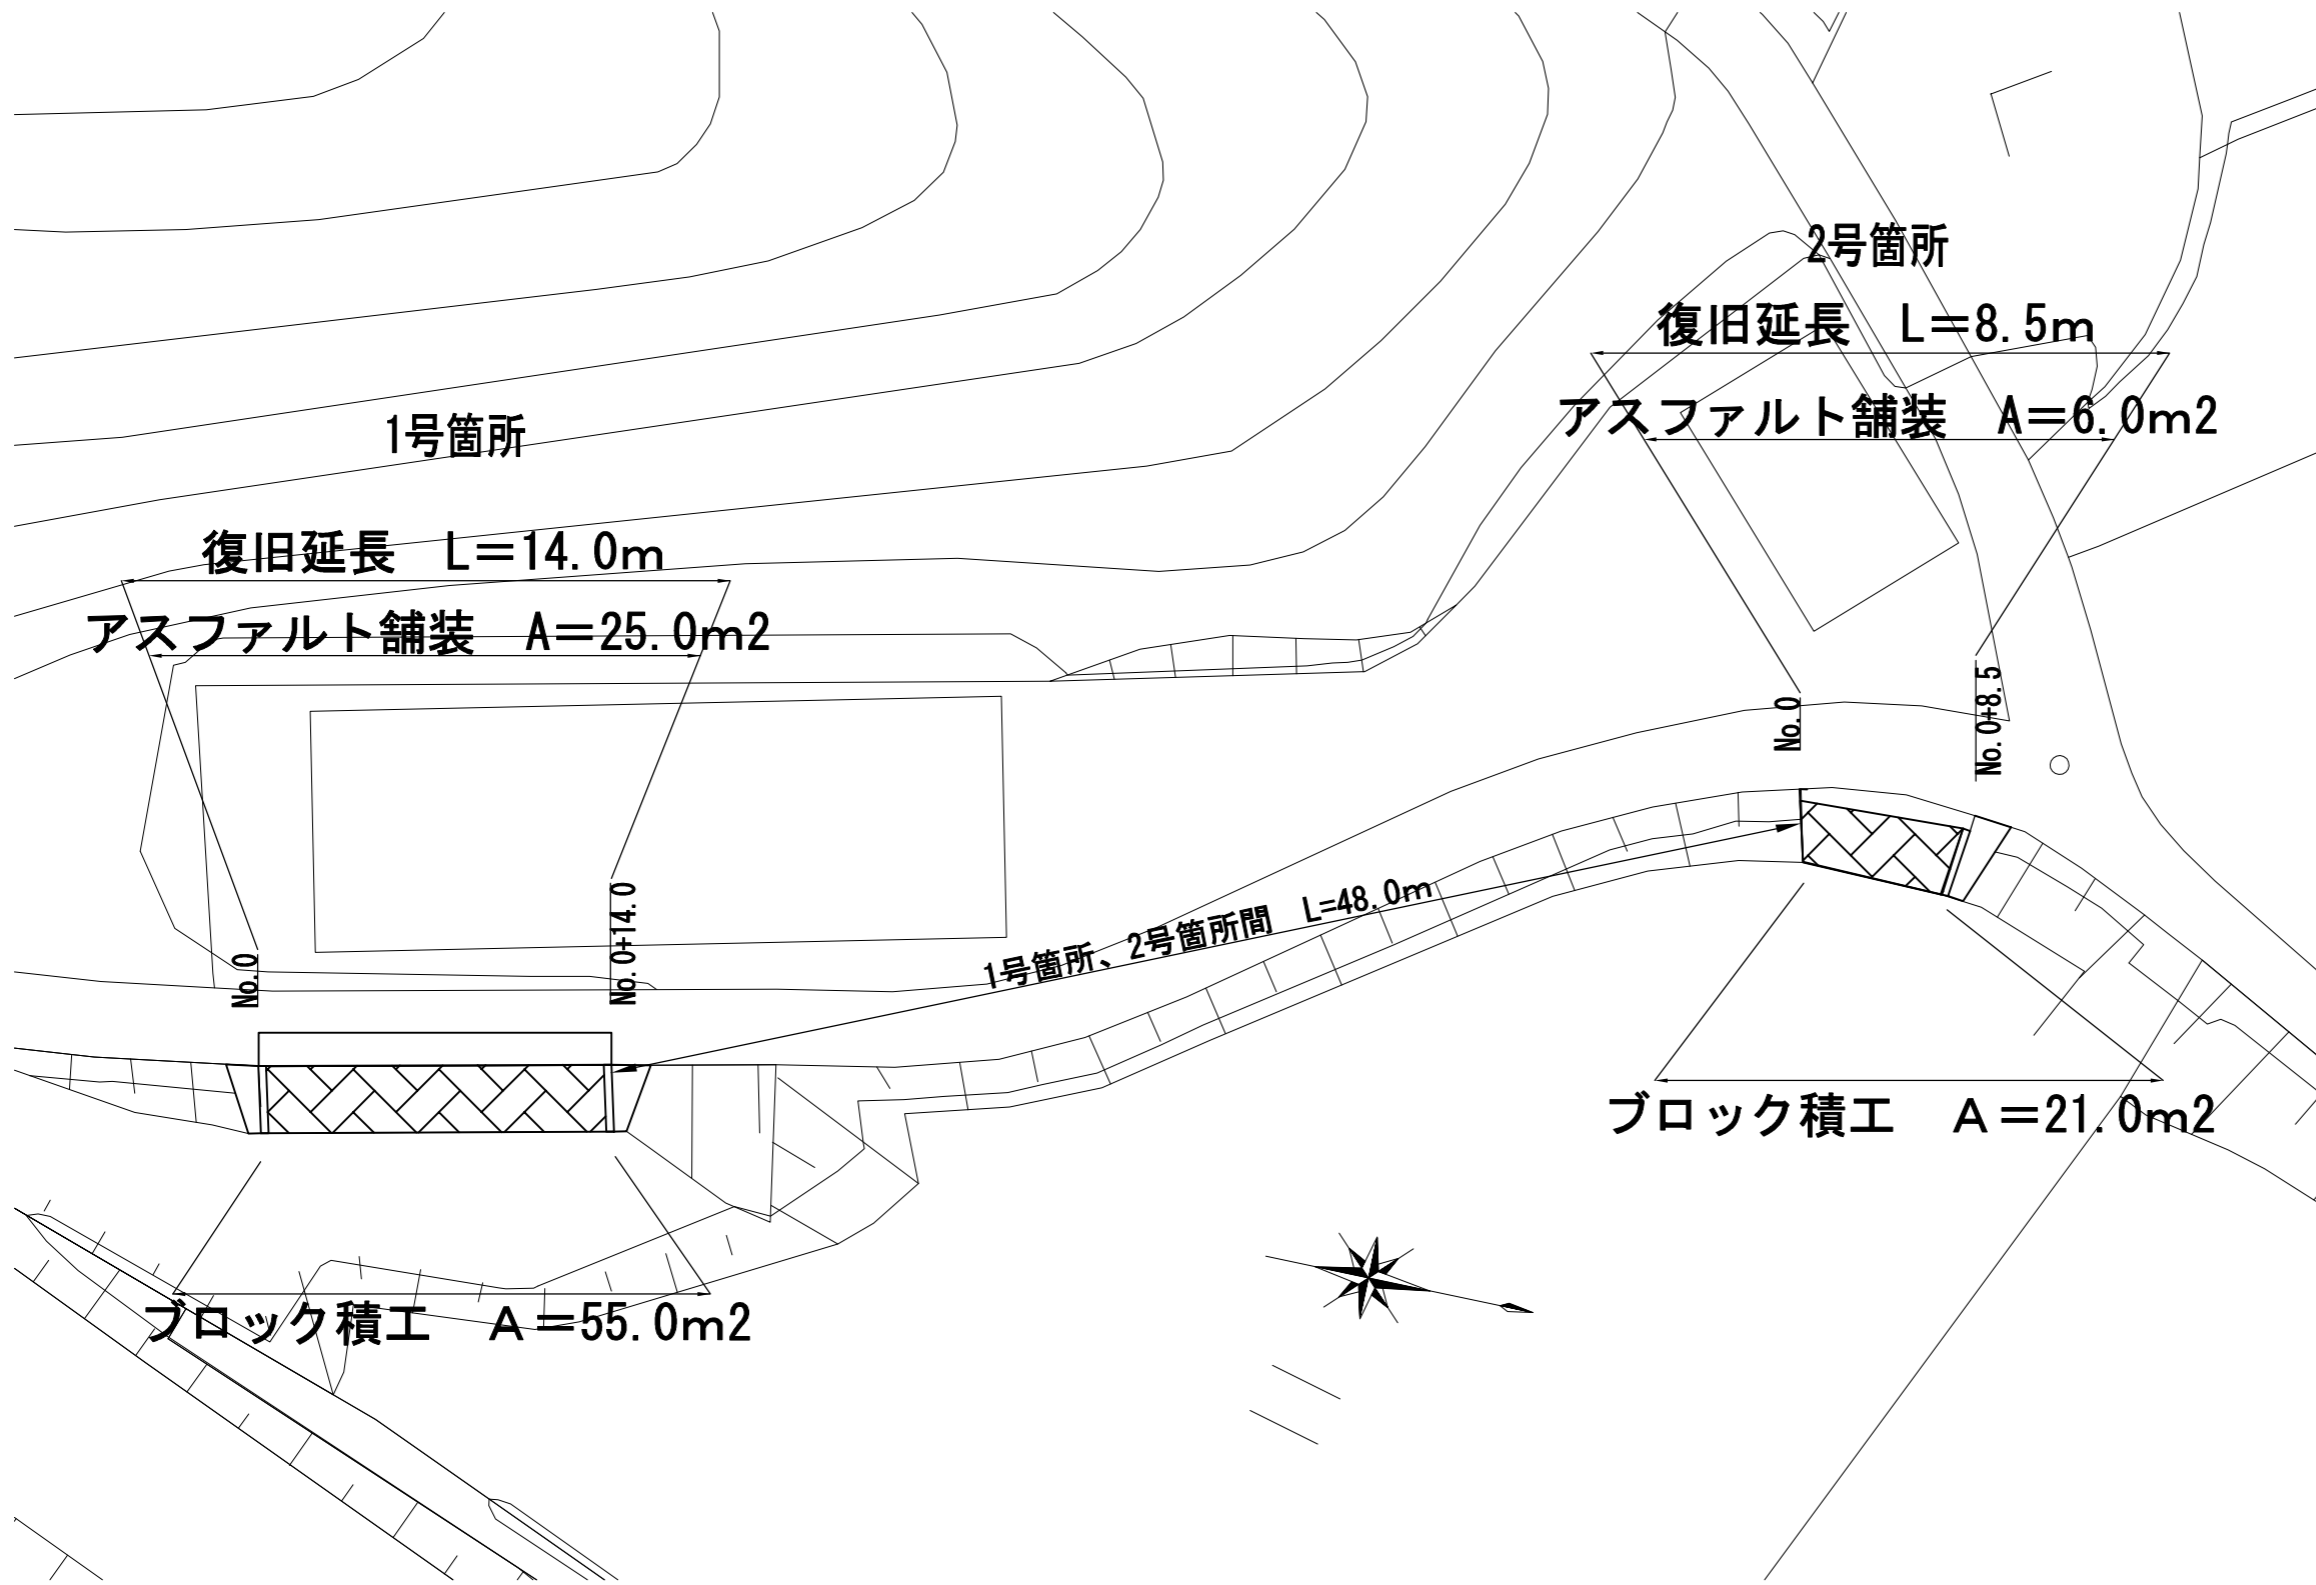 2号箇所
復旧延長　L＝8.5m
アスファルト舗装　A＝6.0m2
1号箇所
復旧延長　L＝14.0m
アスファルト舗装　A＝25.0m2
No.0
No.0+8.5
No.0
No.0+14.0
1号箇所、2号箇所間　L=48.0m
ブロック積工　Ａ＝21.0m2
ブロック積工　Ａ＝55.0m2